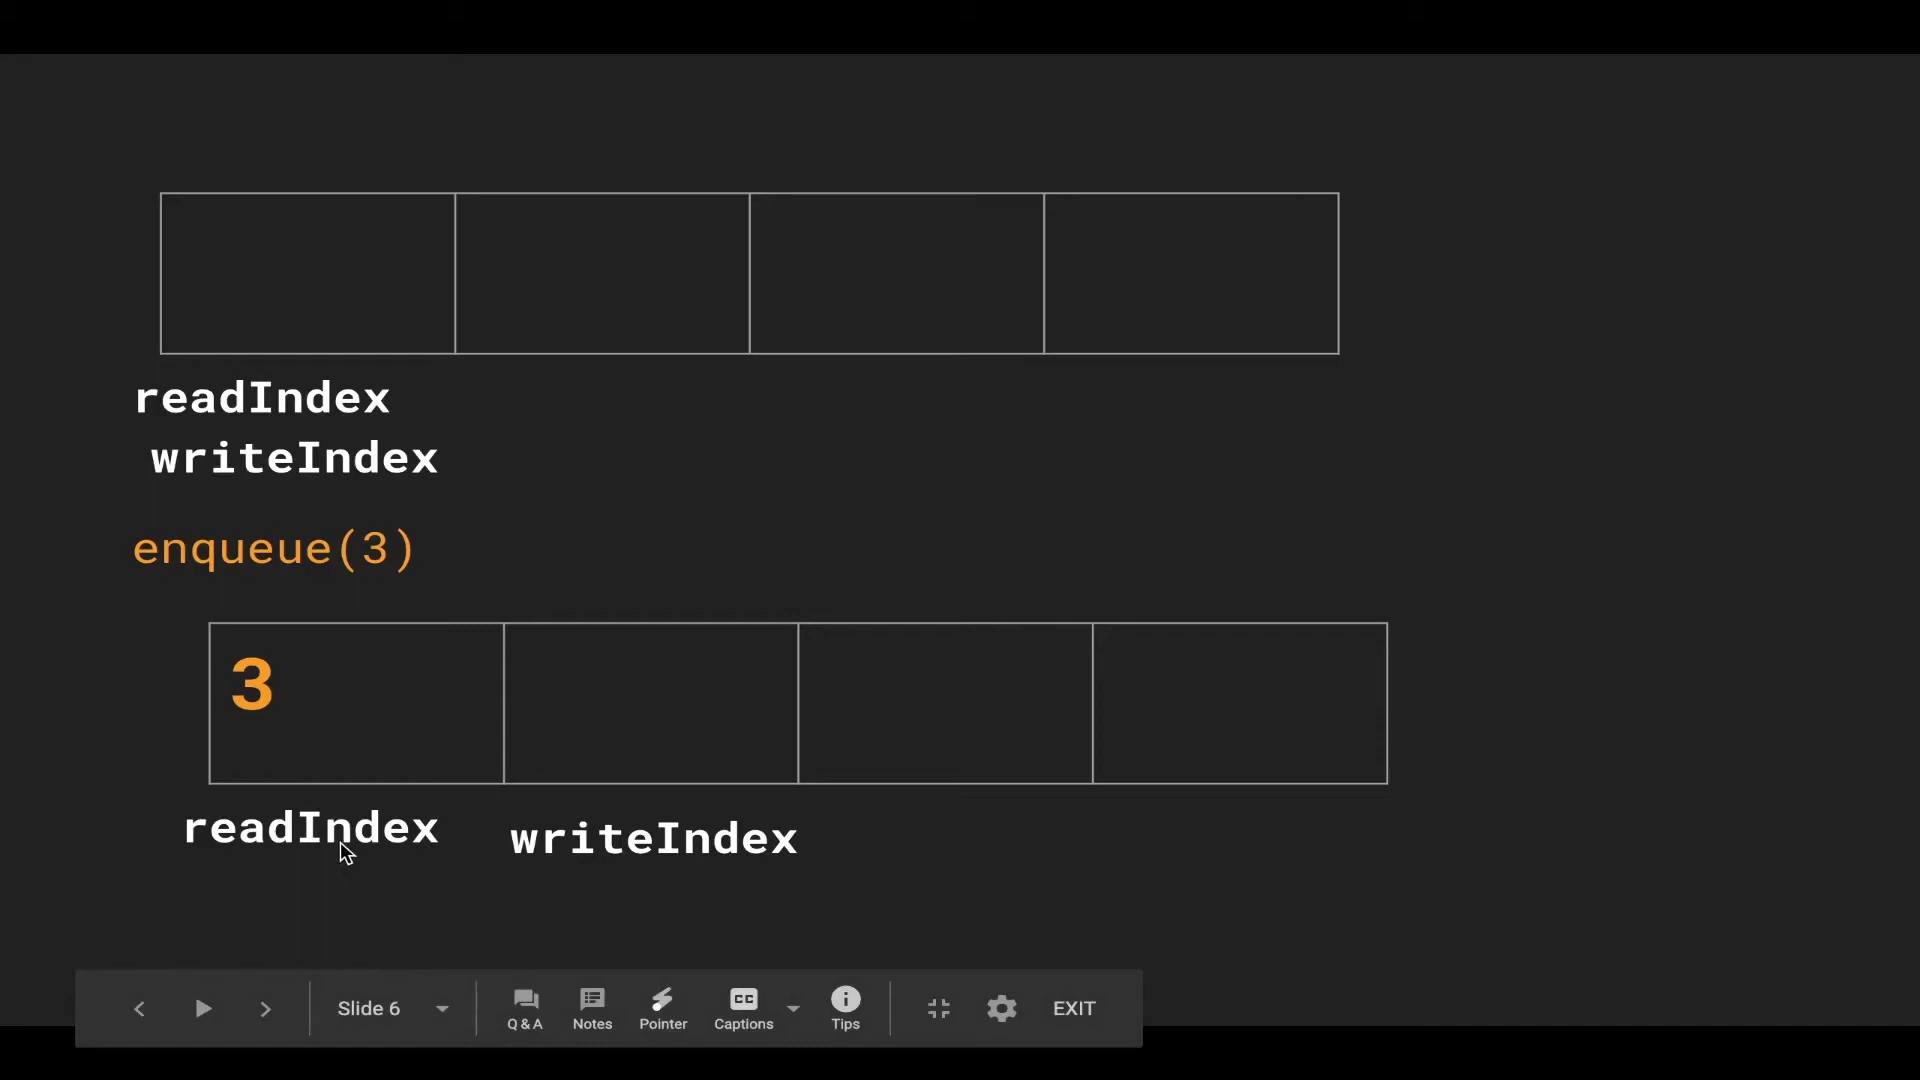 readIndex
writeIndex
enqueue(3)
3
readIndex writeIndex
Slide 6 Q & A Notes Pointer Captions Tips EXIT